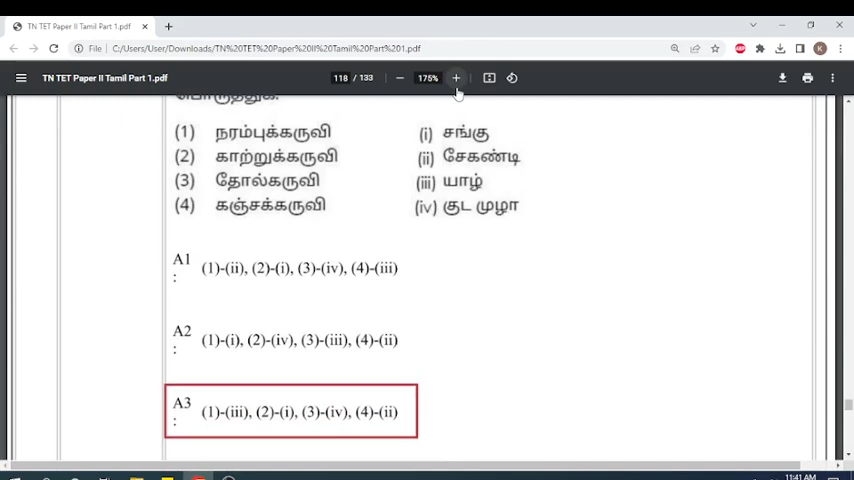 TN TET Paper II Tamil Part 1.pdf
File C:/Users/User/Downloads/TN%20TET%20Paper%20II%20Tamil%20Part%201.pdf
K
TN TET Paper II Tamil Part 1.pdf 118 / 133 175%
பொருத்துக:
(1) நரம்புக்கருவி (i) சங்கு
(2) காற்றுக்கருவி (ii) சேகண்டி
(3) தோல்கருவி (iii) யாழ்
(4) கஞ்சக்கருவி (iv) குட முழா
A1 : (1)-(ii), (2)-(i), (3)-(iv), (4)-(iii)
A2 : (1)-(i), (2)-(iv), (3)-(iii), (4)-(ii)
A3 : (1)-(iii), (2)-(i), (3)-(iv), (4)-(ii)
11:41 AM